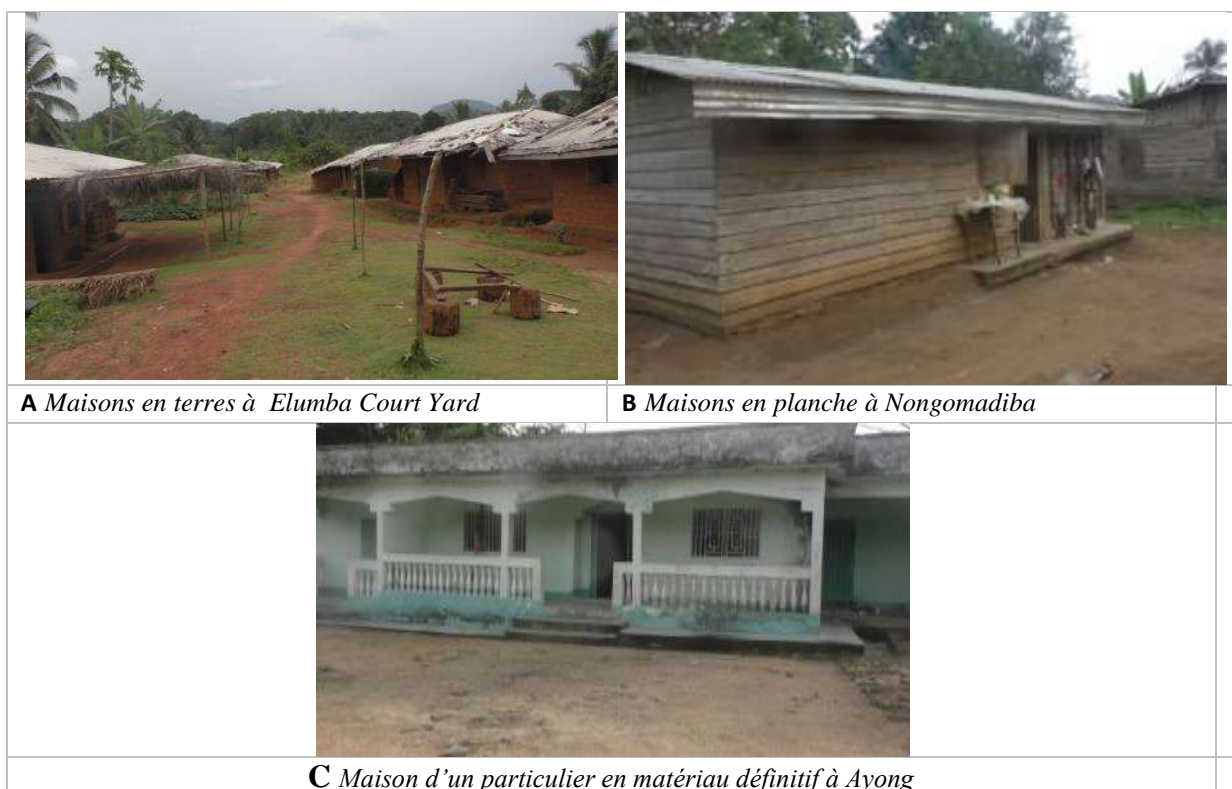 A Maisons en terres à Elumba Court Yard
B Maisons en planche à Nongomadiba
C Maison d'un particulier en matériau définitif à Ayong